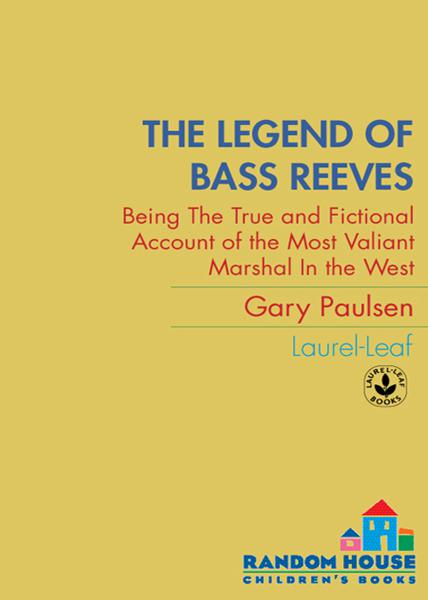 THE LEGEND OF
BASS REEVES
Being The True and Fictional
Account of the Most Valiant
Marshal In the West
Gary Paulsen
Laurel-Leaf
LAUREL-LEAF
BOOKS
RANDOM HOUSE
CHILDREN'S BOOKS